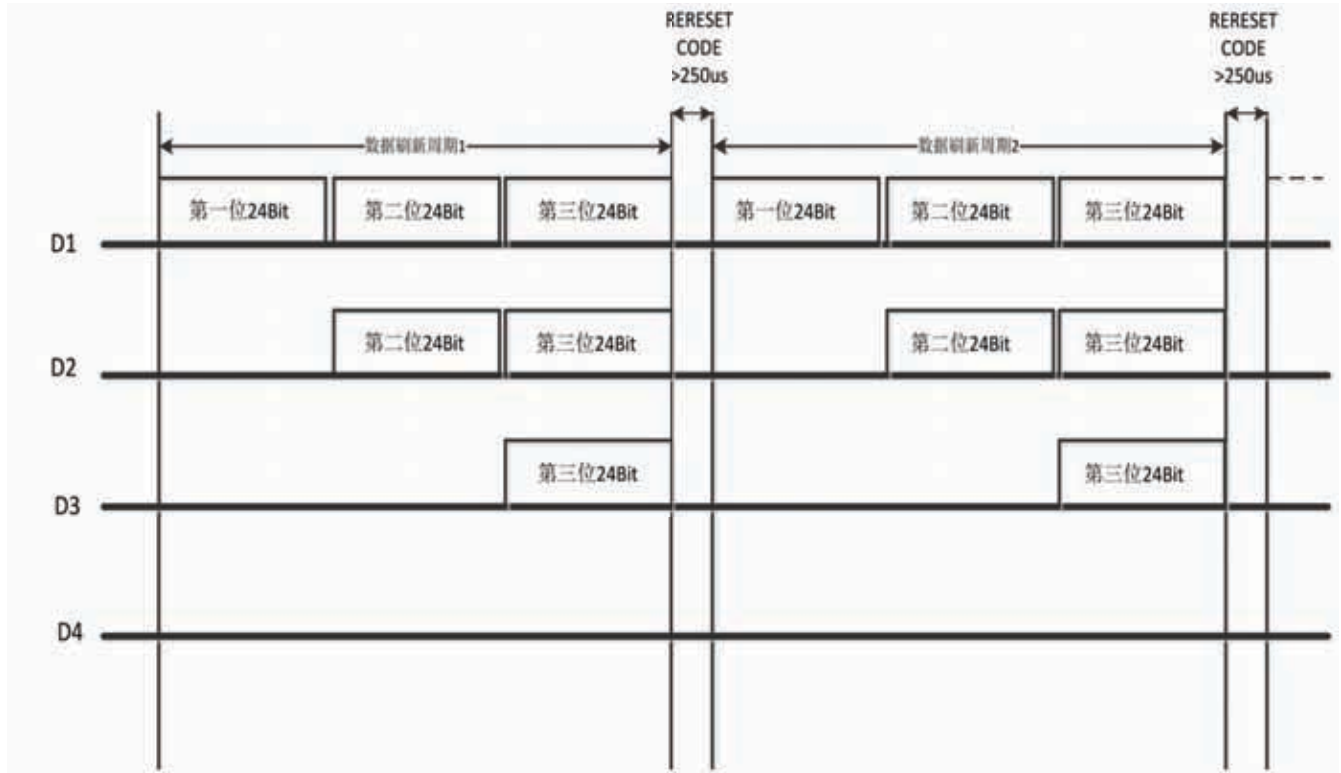 RERESET
CODE
>250us
RERESET
CODE
>250us
数据刷新周期1
数据刷新周期2
第一位24Bit
第二位24Bit
第三位24Bit
第一位24Bit
第二位24Bit
第三位24Bit
D1
第二位24Bit
第三位24Bit
第二位24Bit
第三位24Bit
D2
第三位24Bit
第三位24Bit
D3
D4